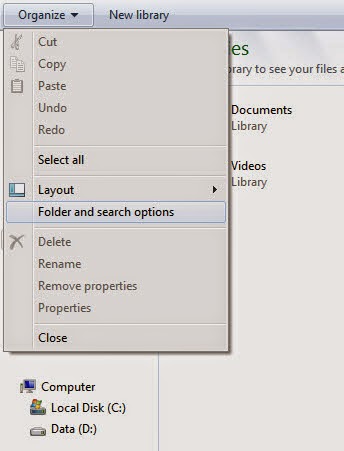 Organize
New library
Cut
Copy
Paste
Undo
Redo
Select all
Layout
Folder and search options
Delete
Rename
Remove properties
Properties
Close
es
brary to see your files a
Documents
Library
Videos
Library
Computer
Local Disk (C:)
Data (D:)